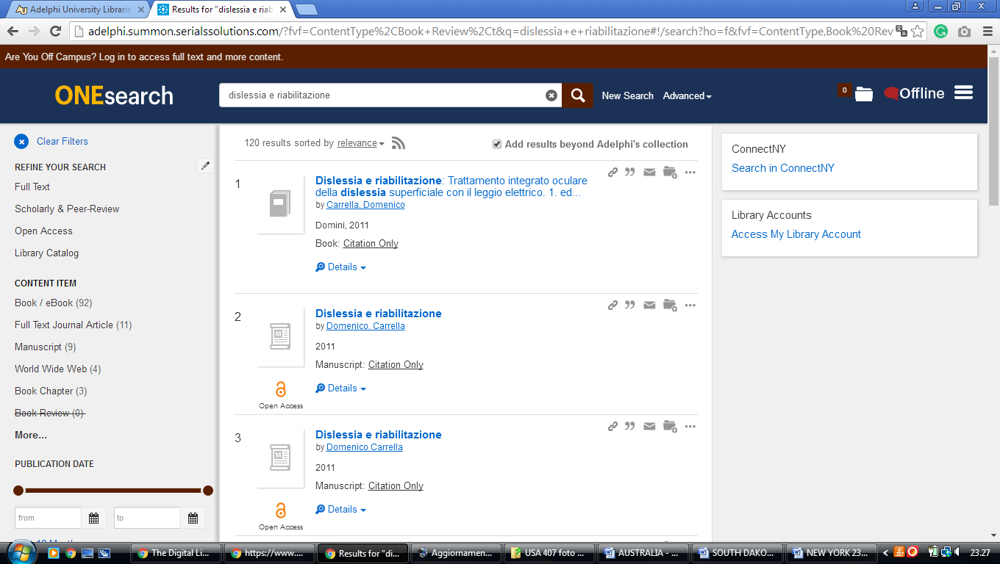 Adelphi University Librarie
Results for "dislessia e riab
adelphi.summon.serialssolutions.com/?fvf=ContentType%2CBook+Review%2Ct&q=dislessia+e+riabilitazione#!/search?ho=f&fvf=ContentType,Book%20Rev
Are You Off Campus? Log in to access full text and more content.
ONEsearch
dislessia e riabilitazione
New Search
Advanced
0
Offline
Clear Filters
REFINE YOUR SEARCH
Full Text
Scholarly & Peer-Review
Open Access
Library Catalog
CONTENT ITEM
Book / eBook (92)
Full Text Journal Article (11)
Manuscript (9)
World Wide Web (4)
Book Chapter (3)
Book Review (0)
More...
PUBLICATION DATE
from
to
120 results sorted by relevance
Add results beyond Adelphi's collection
1
Dislessia e riabilitazione: Trattamento integrato oculare
della dislessia superficiale con il leggio elettrico. 1. ed...
by Carrella, Domenico
Domini, 2011
Book: Citation Only
Details
2
Dislessia e riabilitazione
by Domenico. Carrella
2011
Manuscript: Citation Only
Open Access
Details
3
Dislessia e riabilitazione
by Domenico Carrella
2011
Manuscript: Citation Only
Open Access
Details
ConnectNY
Search in ConnectNY
Library Accounts
Access My Library Account
The Digital Li...
https://www....
Results for "di...
Aggiornamen...
USA 407 foto ...
AUSTRALIA - ...
SOUTH DAKO...
NEW YORK 23...
23.27